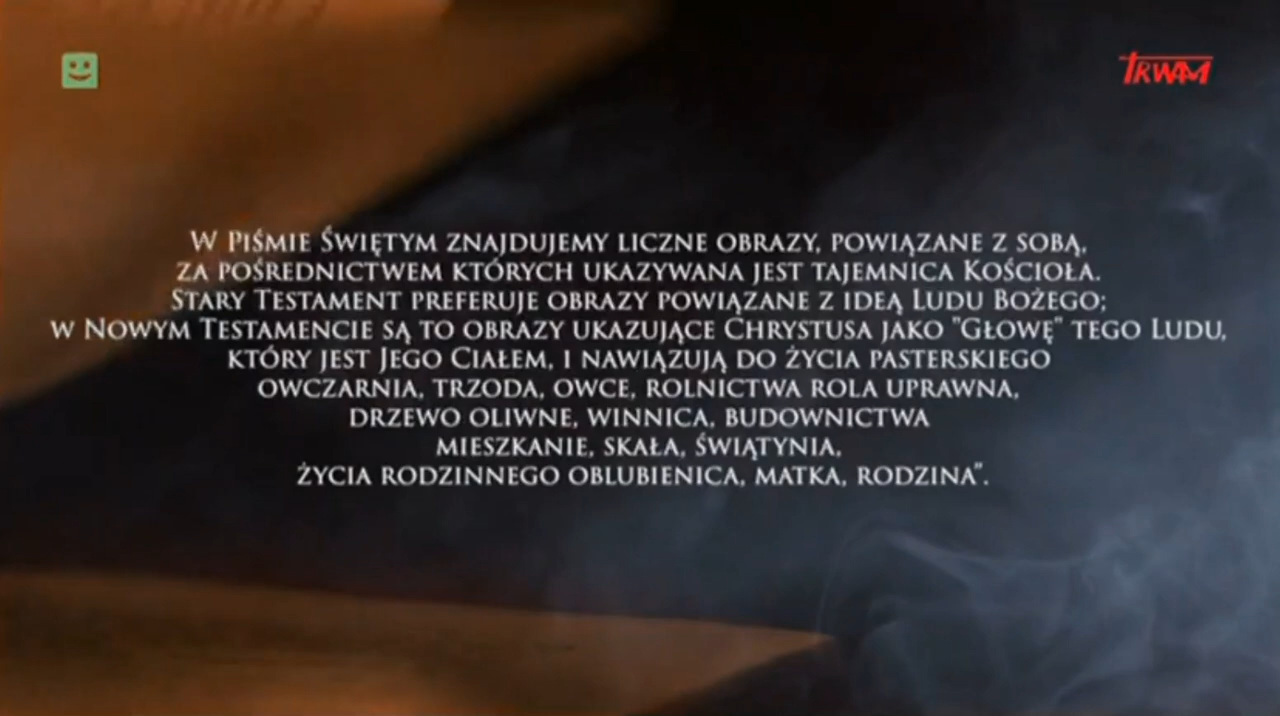 TRWAM
W Piśmie Świętym znajdujemy liczne obrazy, powiązane z sobą,
za pośrednictwem których ukazywana jest tajemnica Kościoła.
Stary Testament preferuje obrazy powiązane z ideą Ludu Bożego;
w Nowym Testamencie są to obrazy ukazujące Chrystusa jako "Głowę" tego Ludu,
który jest Jego Ciałem, i nawiązują do życia pasterskiego
owczarnia, trzoda, owce, rolnictwa rola uprawna,
drzewo oliwne, winnica, budownictwa
mieszkanie, skała, świątynia,
życia rodzinnego oblubienica, matka, rodzina".